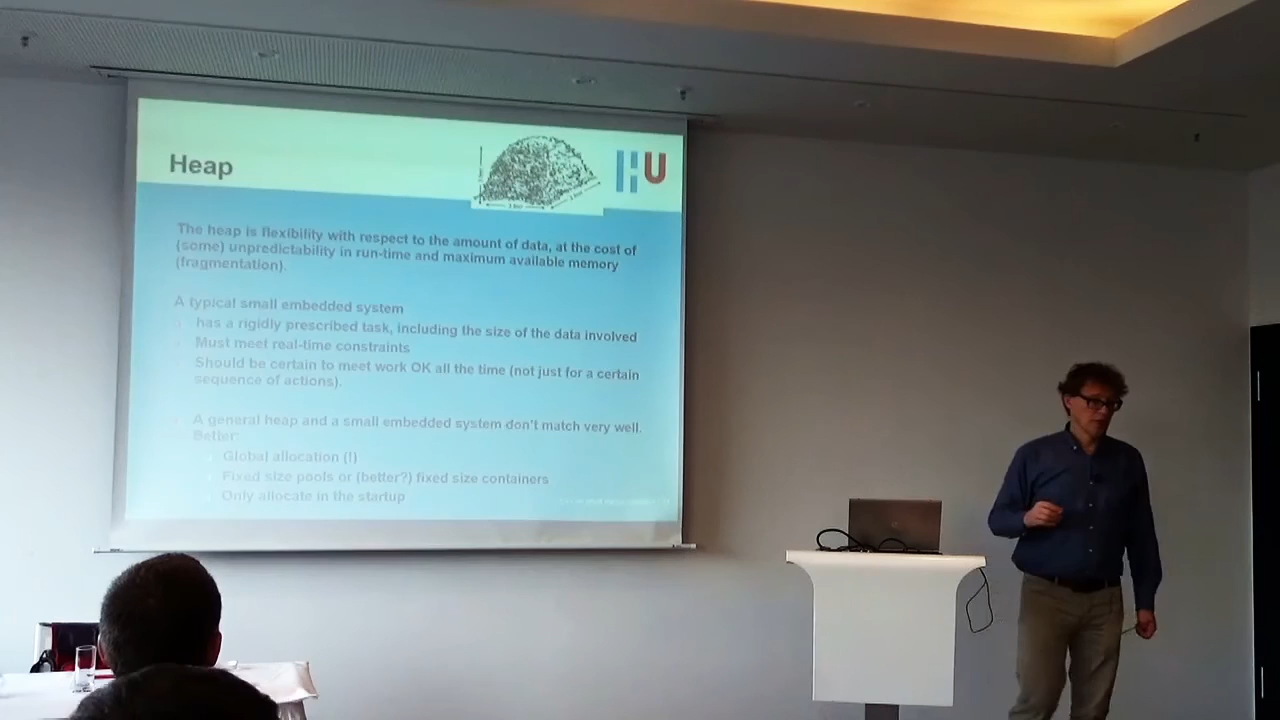 Heap
HU
The heap is flexibility with respect to the amount of data, at the cost of
(some) unpredictability in run-time and maximum available memory
(fragmentation).
A typical small embedded system
has a rigidly prescribed task, including the size of the data involved
Must meet real-time constraints
Should be certain to meet work OK all the time (not just for a certain
sequence of actions).
A general heap and a small embedded system don't match very well.
Better:
Global allocation (!)
Fixed size pools or (better?) fixed size containers
Only allocate in the startup